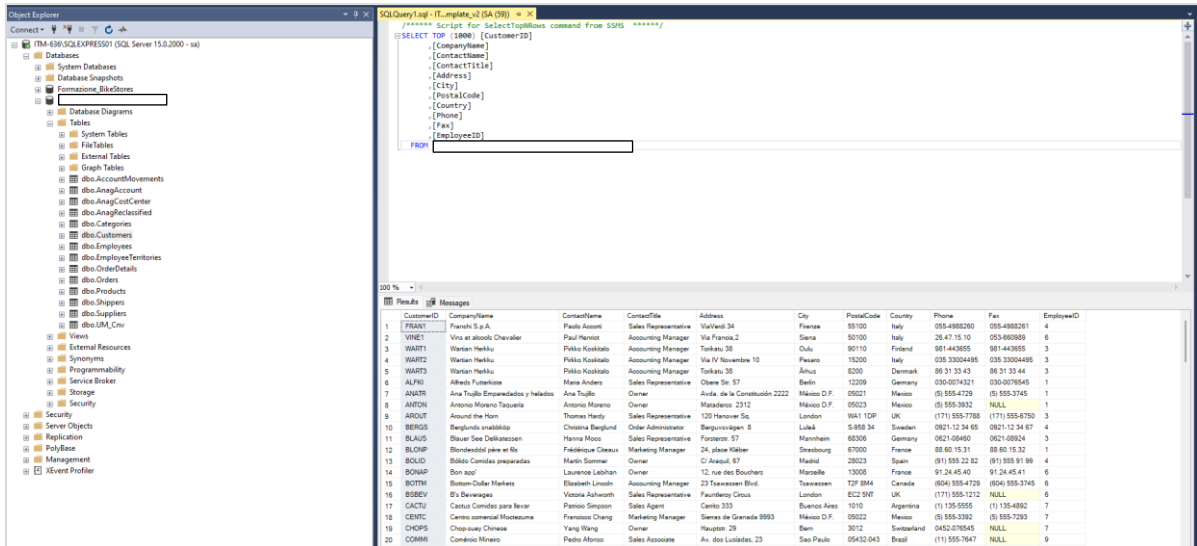 Object Explorer
Connect
ITM-636\SQLEXPRESS01 (SQL Server 15.0.2000 - sa)
Databases
System Databases
Database Snapshots
Formazione_BikeStores
Database Diagrams
Tables
System Tables
FileTables
External Tables
Graph Tables
dbo.AccountMovements
dbo.AnagAccount
dbo.AnagCostCenter
dbo.AnagReclassified
dbo.Categories
dbo.Customers
dbo.Employees
dbo.EmployeeTerritories
dbo.OrderDetails
dbo.Orders
dbo.Products
dbo.Shippers
dbo.Suppliers
dbo.UM_Cnv
Views
External Resources
Synonyms
Programmability
Service Broker
Storage
Security
Security
Server Objects
Replication
PolyBase
Management
XEvent Profiler
SQLQuery1.sql - IT...mplate_v2 (SA (59))
/****** Script for SelectTopNRows command from SSMS ******/
SELECT TOP (1000) [CustomerID]
,[CompanyName]
,[ContactName]
,[ContactTitle]
,[Address]
,[City]
,[PostalCode]
,[Country]
,[Phone]
,[Fax]
,[EmployeeID]
FROM
100 %
Results Messages
CustomerID CompanyName ContactName ContactTitle Address City PostalCode Country Phone Fax EmployeeID
1 FRAN1 Franchi S.p.A. Paolo Accorti Sales Representative ViaVerdi 34 Firenze 55100 Italy 055-4988260 055-4988261 4
2 VINE1 Vins et alcools Chevalier Paul Henriot Accounting Manager Via Francia,2 Siena 50100 Italy 26.47.15.10 053-660989 6
3 WART1 Wartian Herkku Pirkko Koskitalo Accounting Manager Torikatu 38 Oulu 90110 Finland 981-443655 981-443655 3
4 WART2 Wartian Herkku Pirkko Koskitalo Accounting Manager Via IV Novembre 10 Pesaro 15200 Italy 035 33004495 035 33004495 3
5 WART3 Wartian Herkku Pirkko Koskitalo Accounting Manager Torikatu 38 Århus 8200 Denmark 86 31 33 43 86 31 33 44 3
6 ALFKI Alfreds Futterkiste Maria Anders Sales Representative Obere Str. 57 Berlin 12209 Germany 030-0074321 030-0076545 1
7 ANATR Ana Trujillo Emparedados y helados Ana Trujillo Owner Avda. de la Constitución 2222 México D.F. 05021 Mexico (5) 555-4729 (5) 555-3745 1
8 ANTON Antonio Moreno Taquería Antonio Moreno Owner Mataderos 2312 México D.F. 05023 Mexico (5) 555-3932 NULL 1
9 AROUT Around the Horn Thomas Hardy Sales Representative 120 Hanover Sq. London WA1 1DP UK (171) 555-7788 (171) 555-6750 3
10 BERGS Berglunds snabbköp Christina Berglund Order Administrator Berguvsvägen 8 Luleå S-958 34 Sweden 0921-12 34 65 0921-12 34 67 4
11 BLAUS Blauer See Delikatessen Hanna Moos Sales Representative Forsterstr. 57 Mannheim 68306 Germany 0621-08460 0621-08924 3
12 BLONP Blondesddsl père et fils Frédérique Citeaux Marketing Manager 24, place Kléber Strasbourg 67000 France 88.60.15.31 88.60.15.32 1
13 BOLID Bólido Comidas preparadas Martín Sommer Owner C/ Araquil, 67 Madrid 28023 Spain (91) 555 22 82 (91) 555 91 99 4
14 BONAP Bon app' Laurence Lebihan Owner 12, rue des Bouchers Marseille 13008 France 91.24.45.40 91.24.45.41 6
15 BOTTM Bottom-Dollar Markets Elizabeth Lincoln Accounting Manager 23 Tsawassen Blvd. Tsawassen T2F 8M4 Canada (604) 555-4729 (604) 555-3745 6
16 BSBEV B's Beverages Victoria Ashworth Sales Representative Fauntleroy Circus London EC2 5NT UK (171) 555-1212 NULL 6
17 CACTU Cactus Comidas para llevar Patricio Simpson Sales Agent Cerrito 333 Buenos Aires 1010 Argentina (1) 135-5555 (1) 135-4892 7
18 CENTC Centro comercial Moctezuma Francisco Chang Marketing Manager Sierras de Granada 9993 México D.F. 05022 Mexico (5) 555-3392 (5) 555-7293 7
19 CHOPS Chop-suey Chinese Yang Wang Owner Hauptstr. 29 Bern 3012 Switzerland 0452-076545 NULL 7
20 COMMI Comércio Mineiro Pedro Afonso Sales Associate Av. dos Lusíadas, 23 Sao Paulo 05432-043 Brazil (11) 555-7647 NULL 9